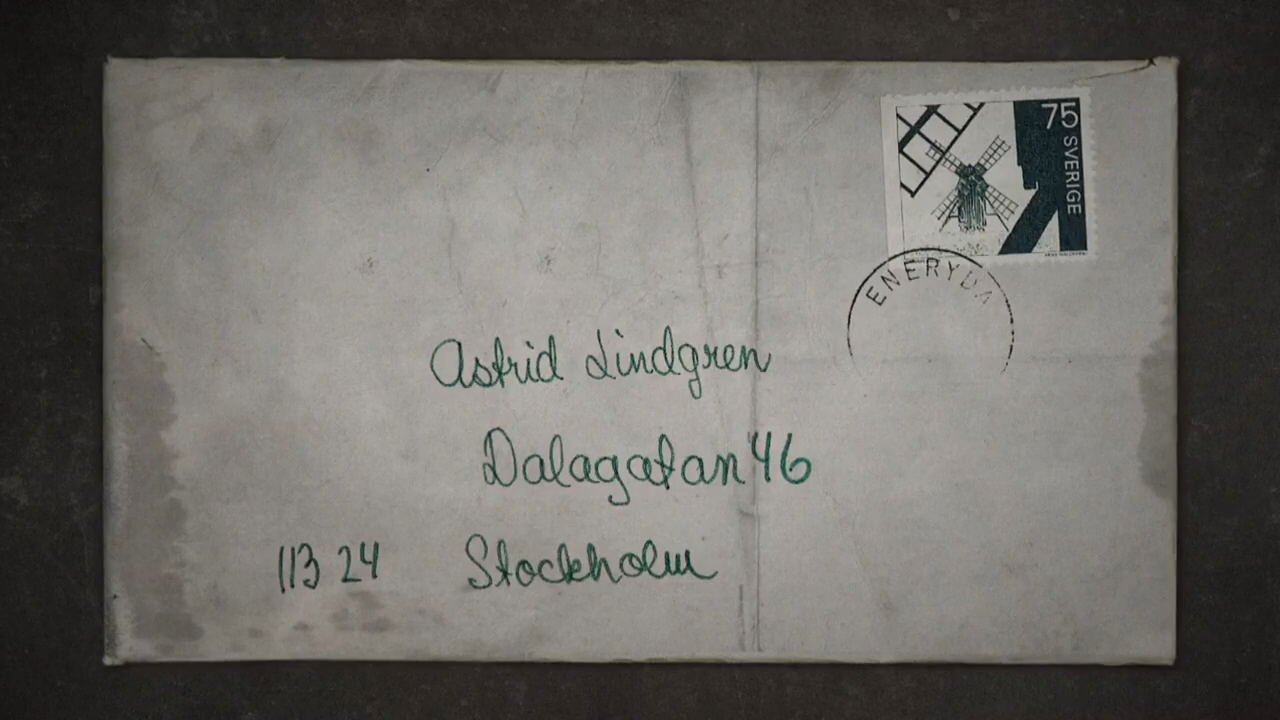 75 SVERIGE
ENERYDA
Astrid Lindgren
Dalagatan 46
113 24 Stockholm